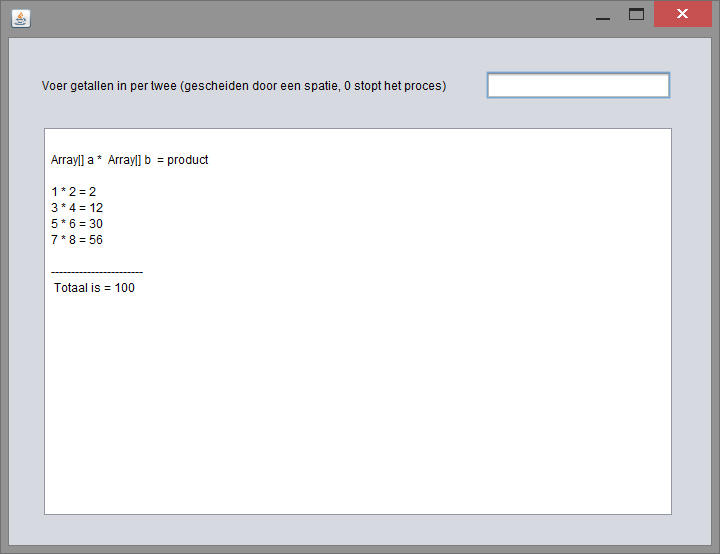 Voer getallen in per twee (gescheiden door een spatie, 0 stopt het proces)
Array[] a * Array[] b = product
1 * 2 = 2
3 * 4 = 12
5 * 6 = 30
7 * 8 = 56
-----------------------
Totaal is = 100